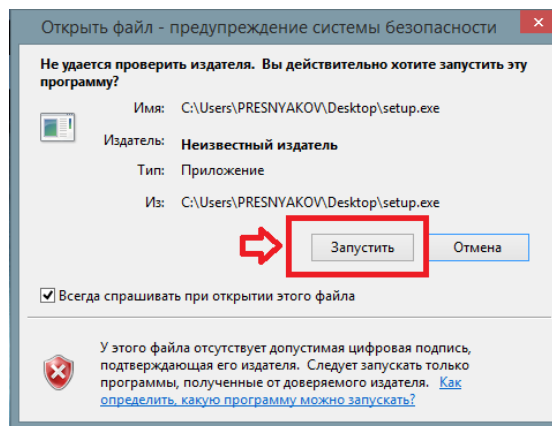 Открыть файл - предупреждение системы безопасности
Не удается проверить издателя. Вы действительно хотите запустить эту
программу?
Имя: C:\Users\PRESNYAKOV\Desktop\setup.exe
Издатель: Неизвестный издатель
Тип: Приложение
Из: C:\Users\PRESNYAKOV\Desktop\setup.exe
Запустить Отмена
Всегда спрашивать при открытии этого файла
У этого файла отсутствует допустимая цифровая подпись,
подтверждающая его издателя. Следует запускать только
программы, полученные от доверяемого издателя. Как
определить, какую программу можно запускать?